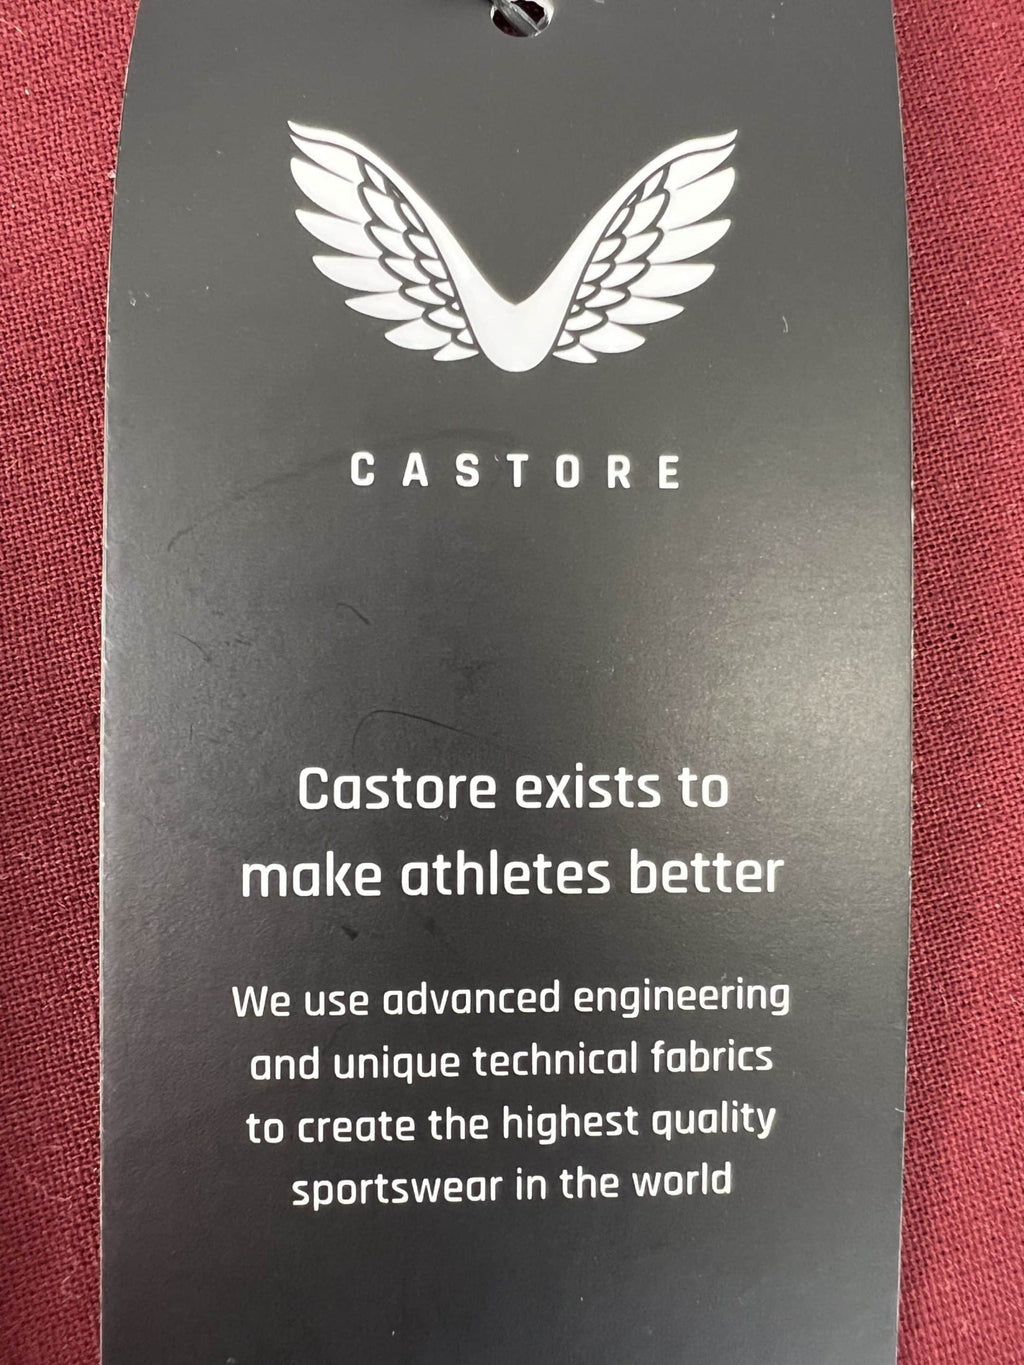 CASTORE
Castore exists to
make athletes better
We use advanced engineering
and unique technical fabrics
to create the highest quality
sportswear in the world